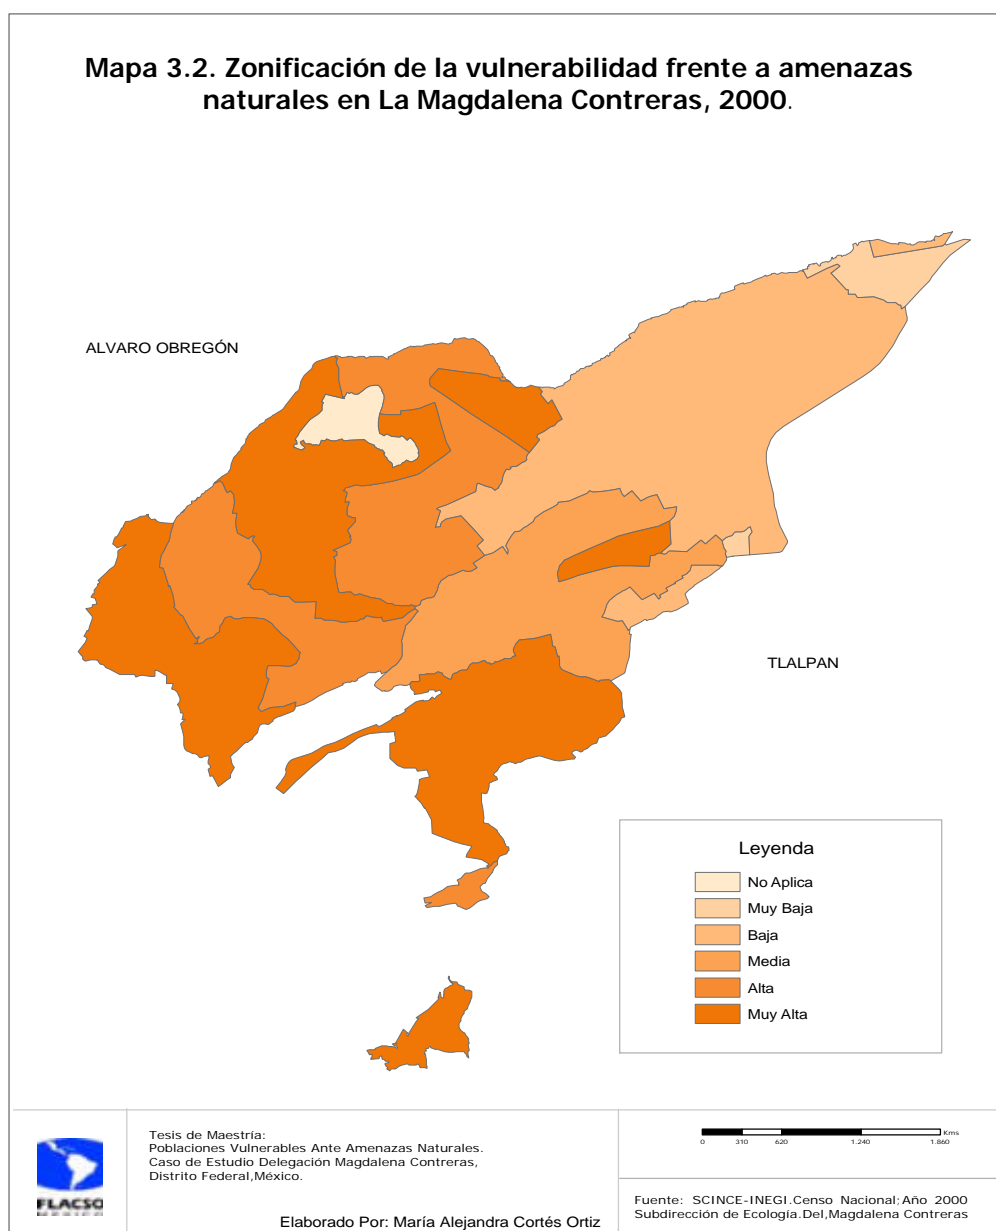 Mapa 3.2. Zonificación de la vulnerabilidad frente a amenazas
naturales en La Magdalena Contreras, 2000.
ALVARO OBREGÓN
TLALPAN
Leyenda
No Aplica
Muy Baja
Baja
Media
Alta
Muy Alta
FLACSO
MÉXICO
Tesis de Maestría:
Poblaciones Vulnerables Ante Amenazas Naturales.
Caso de Estudio Delegación Magdalena Contreras,
Distrito Federal,México.
Elaborado Por: María Alejandra Cortés Ortiz
Kms
0 310 620 1.240 1.860
Fuente: SCINCE-INEGI.Censo Nacional;Año 2000
Subdirección de Ecología.Del,Magdalena Contreras